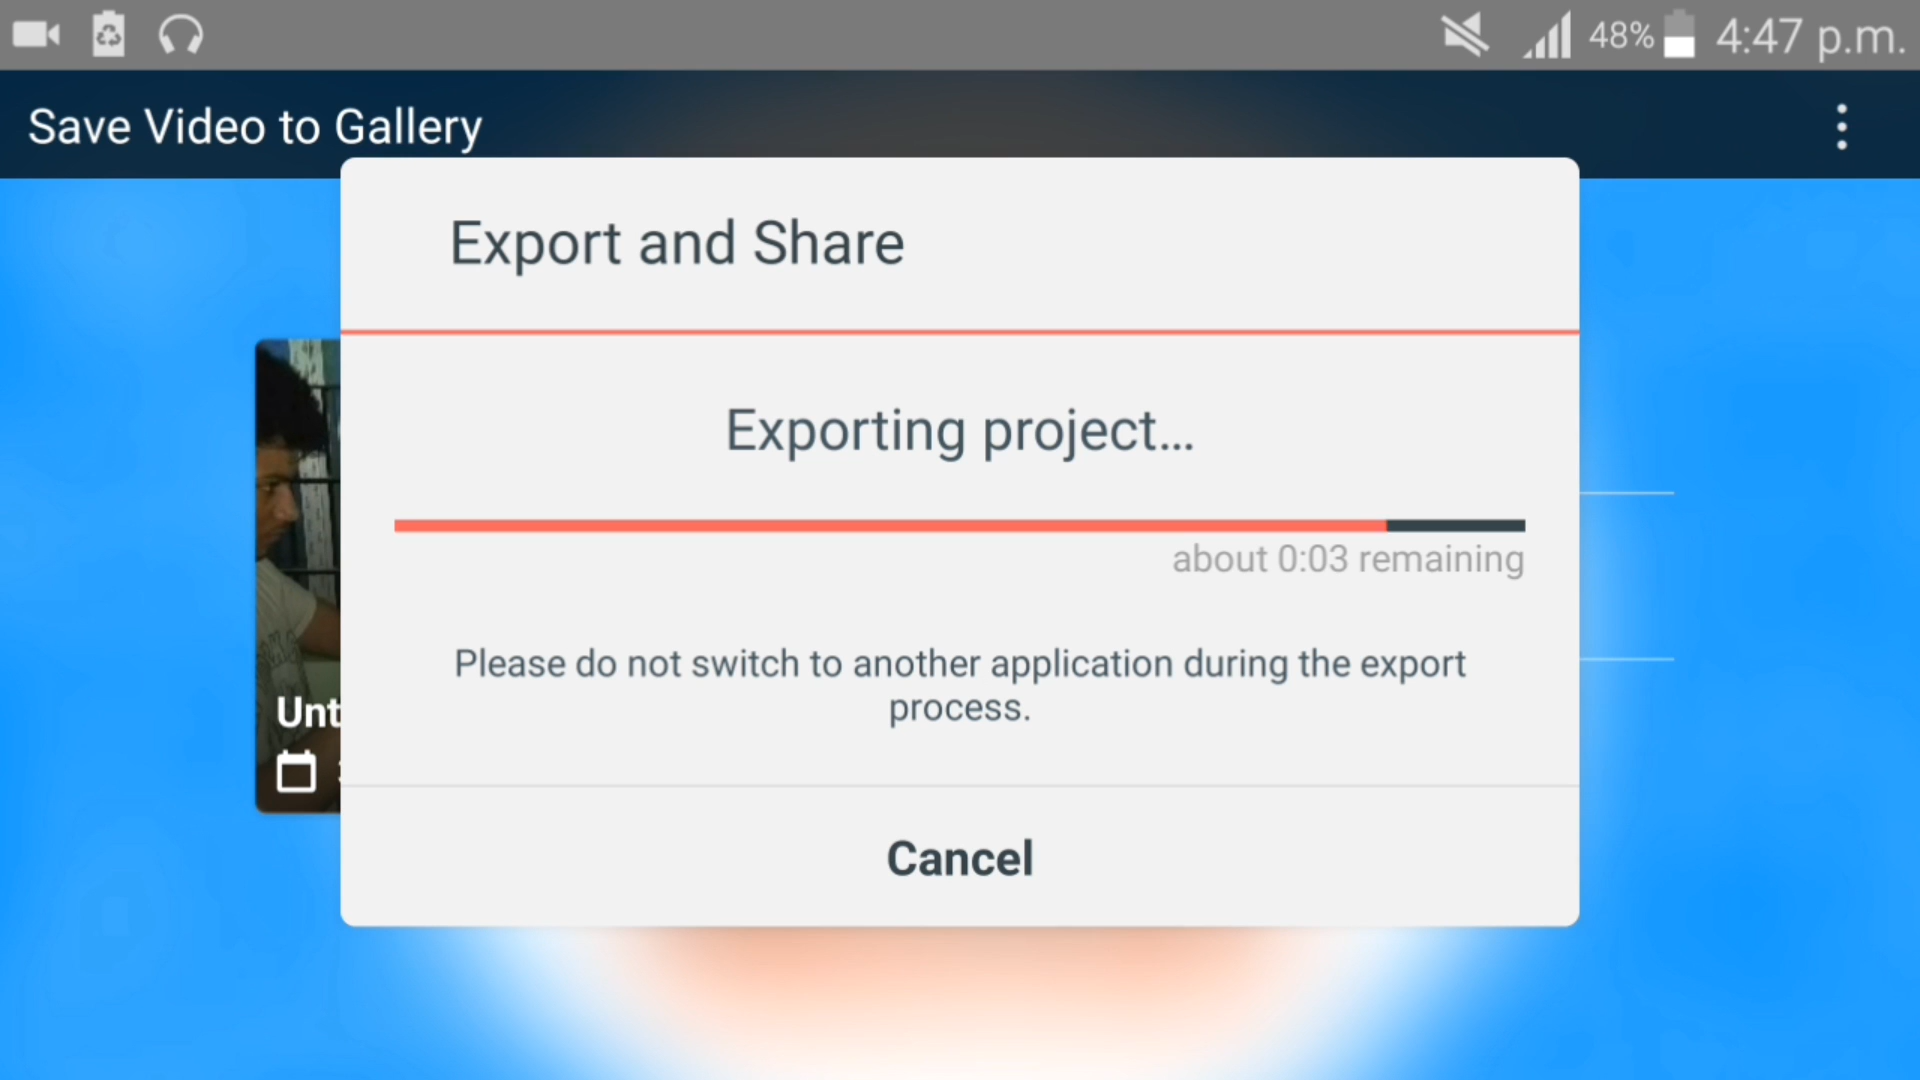 48% 4:47 p.m.
Save Video to Gallery
Export and Share
Exporting project...
about 0:03 remaining
Please do not switch to another application during the export
process.
Unt
Cancel